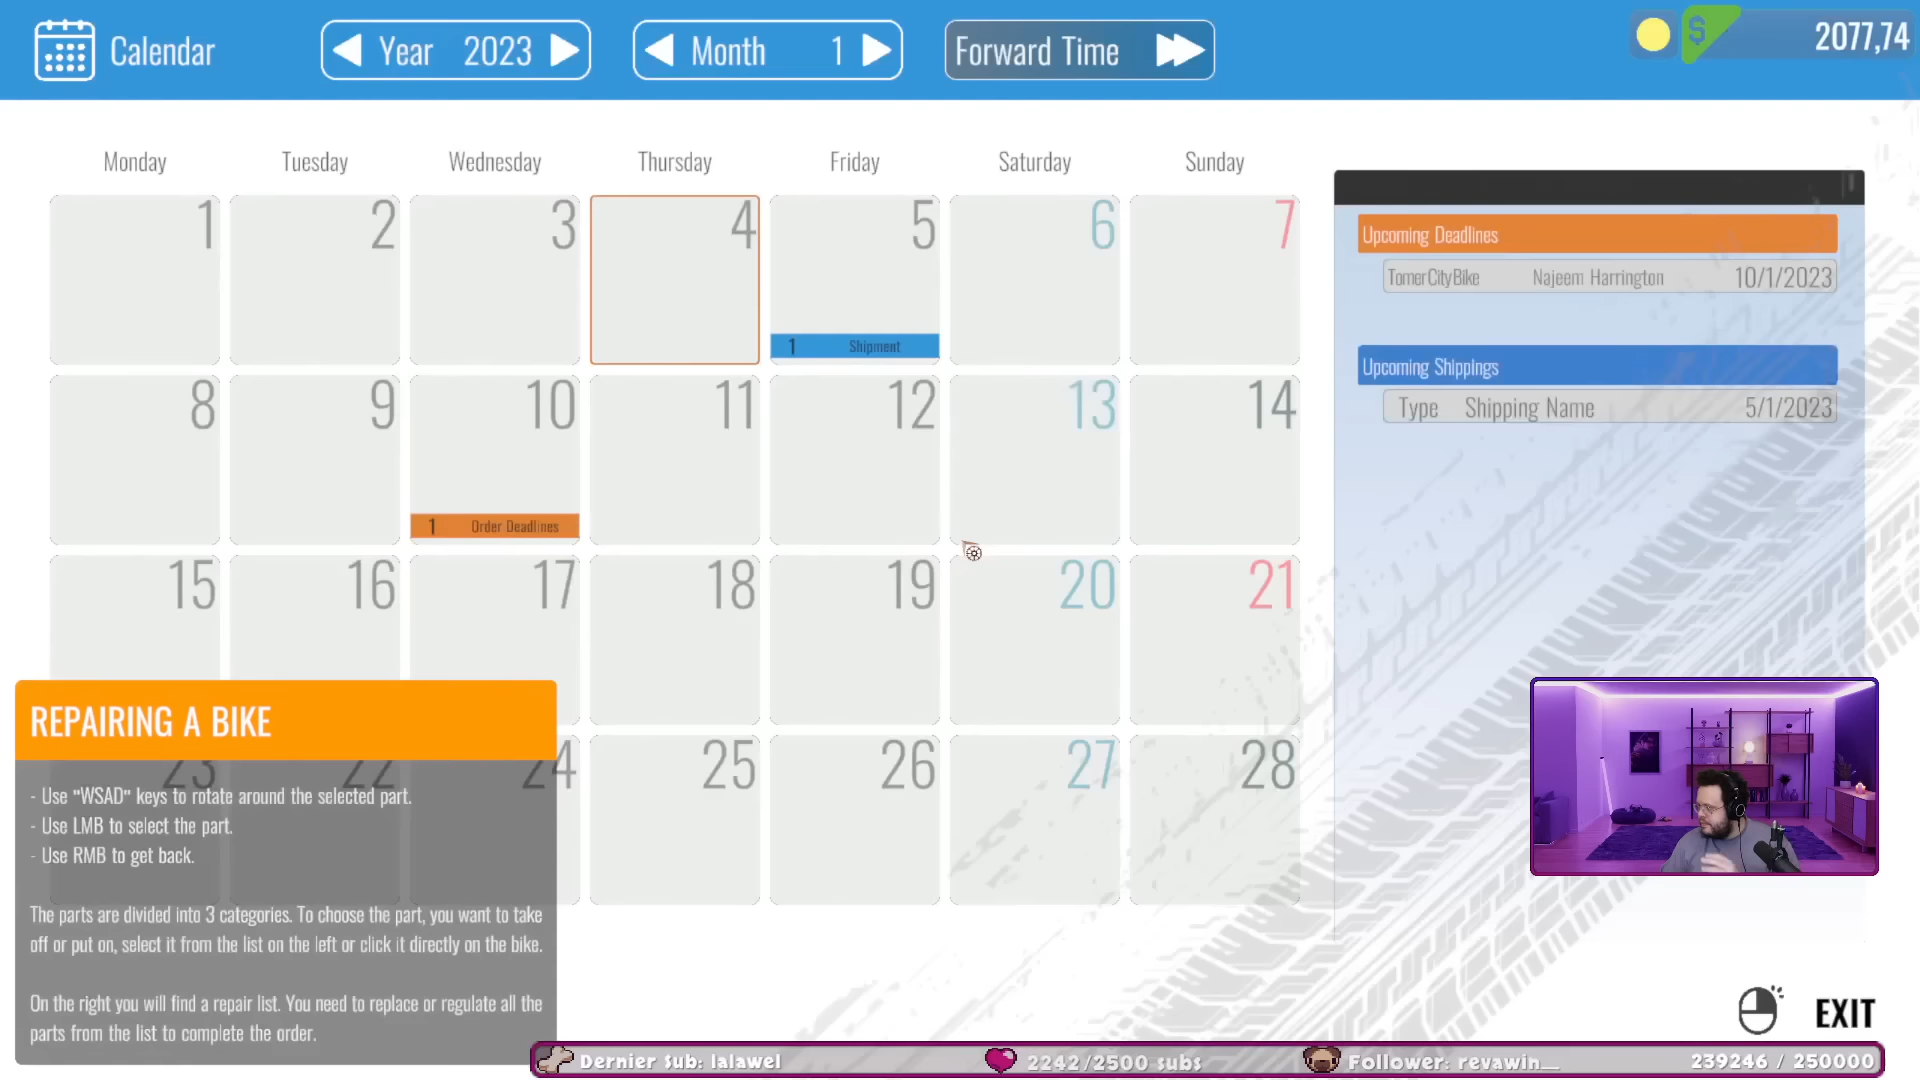 Calendar
Year 2023
Month 1
Forward Time
$ 2077,74
Monday Tuesday Wednesday Thursday Friday Saturday Sunday
1 2 3 4 5 6 7
1 Shipment
8 9 10 11 12 13 14
1 Order Deadlines
15 16 17 18 19 20 21
23 22 24 25 26 27 28
Upcoming Deadlines
TomerCityBike Najeem Harrington 10/1/2023
Upcoming Shippings
Type Shipping Name 5/1/2023
REPAIRING A BIKE
- Use "WSAD" keys to rotate around the selected part.
- Use LMB to select the part.
- Use RMB to get back.
The parts are divided into 3 categories. To choose the part, you want to take
off or put on, select it from the list on the left or click it directly on the bike.
On the right you will find a repair list. You need to replace or regulate all the
parts from the list to complete the order.
EXIT
Dernier Sub: lalawel
2242/2500 subs
Follower: revawin__
239246 / 250000